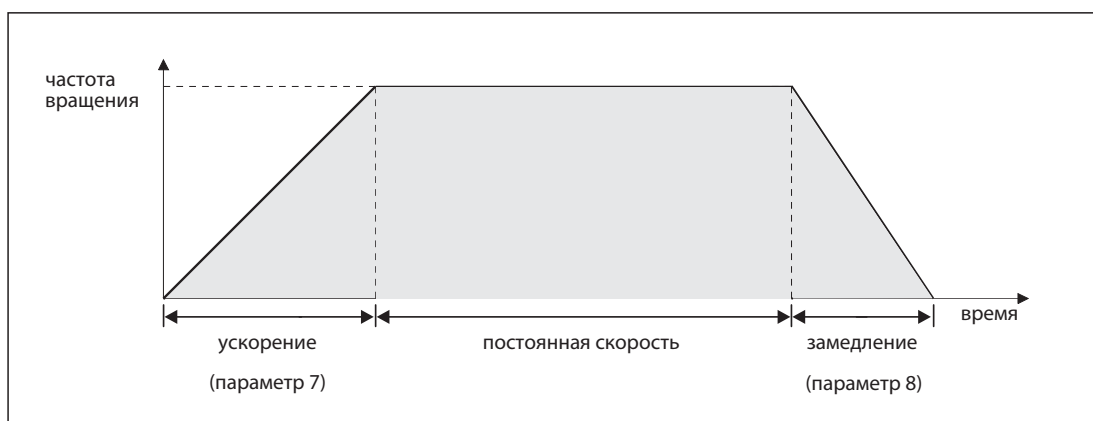 частота
вращения
время
ускорение
постоянная скорость
замедление
(параметр 7)
(параметр 8)